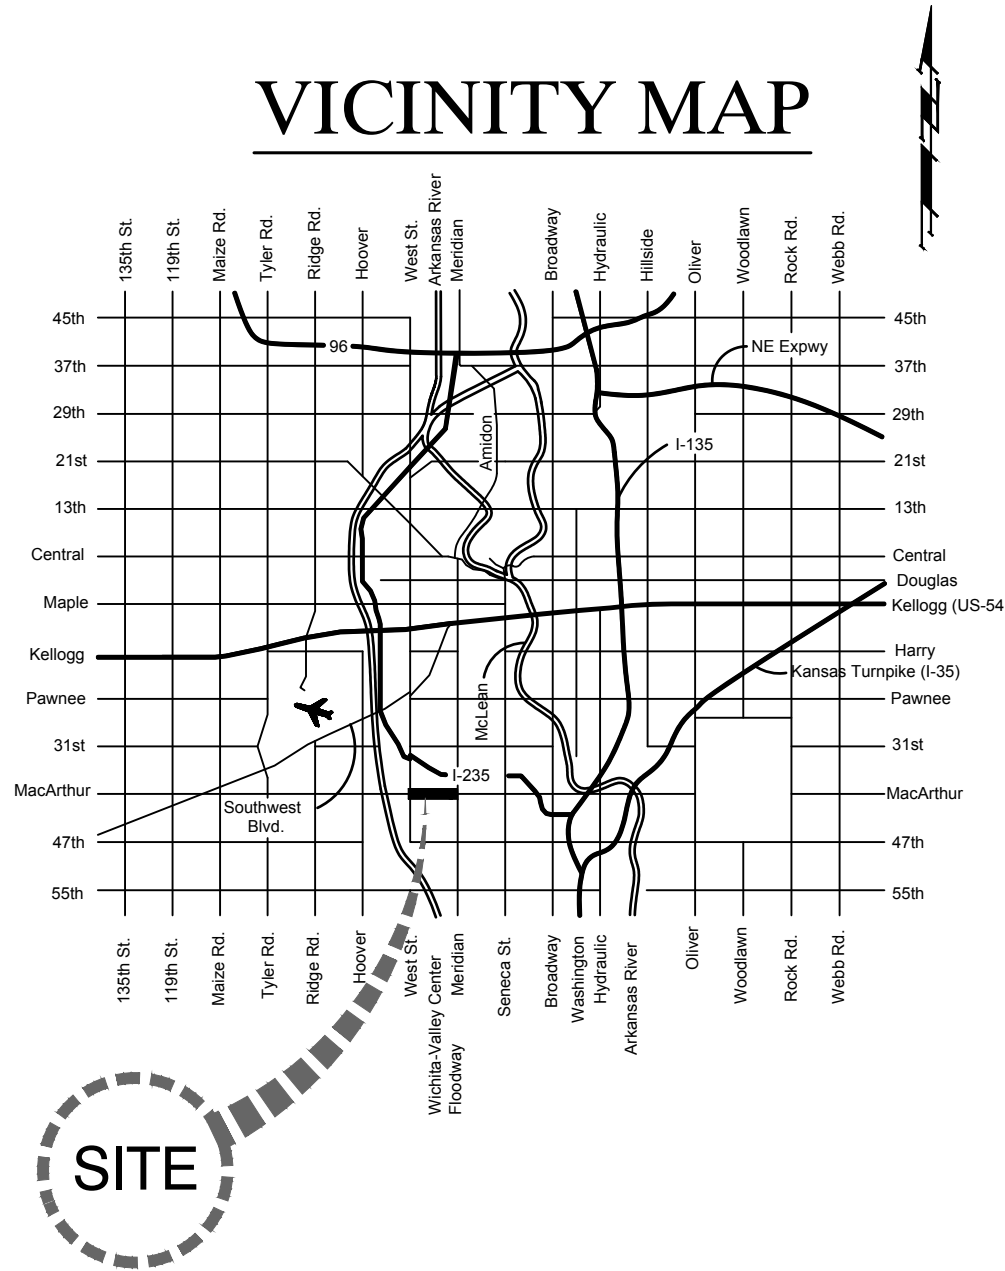 VICINITY MAP
135th St.
119th St.
Maize Rd.
Tyler Rd.
Ridge Rd.
Hoover
West St.
Arkansas River
Meridian
Broadway
Hydraulic
Hillside
Oliver
Woodlawn
Rock Rd.
Webb Rd.
45th
45th
96
NE Expwy
37th
37th
29th
29th
Amidon
I-135
21st
21st
13th
13th
Central
Central
Douglas
Maple
Kellogg (US-54
Kellogg
Harry
Kansas Turnpike (I-35)
Pawnee
Pawnee
McLean
31st
31st
I-235
MacArthur
MacArthur
Southwest
Blvd.
47th
47th
55th
55th
135th St.
119th St.
Maize Rd.
Tyler Rd.
Ridge Rd.
Hoover
West St.
Wichita-Valley Center
Floodway
Meridian
Seneca St.
Broadway
Washington
Hydraulic
Arkansas River
Oliver
Woodlawn
Rock Rd.
Webb Rd.
SITE